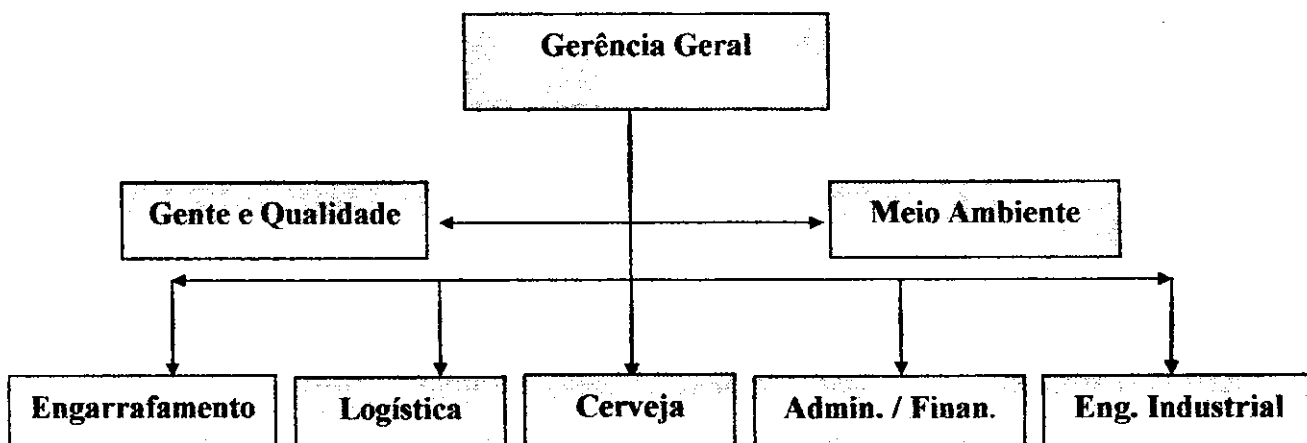 Gerência Geral
Gente e Qualidade
Meio Ambiente
Engarrafamento
Logística
Cerveja
Admin. / Finan.
Eng. Industrial